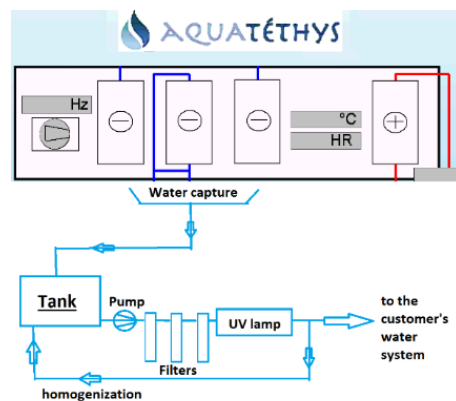 AQUATÉTHYS
Hz
°C
HR
Water capture
Tank
Pump
Filters
UV lamp
to the
customer's
water
system
homogenization